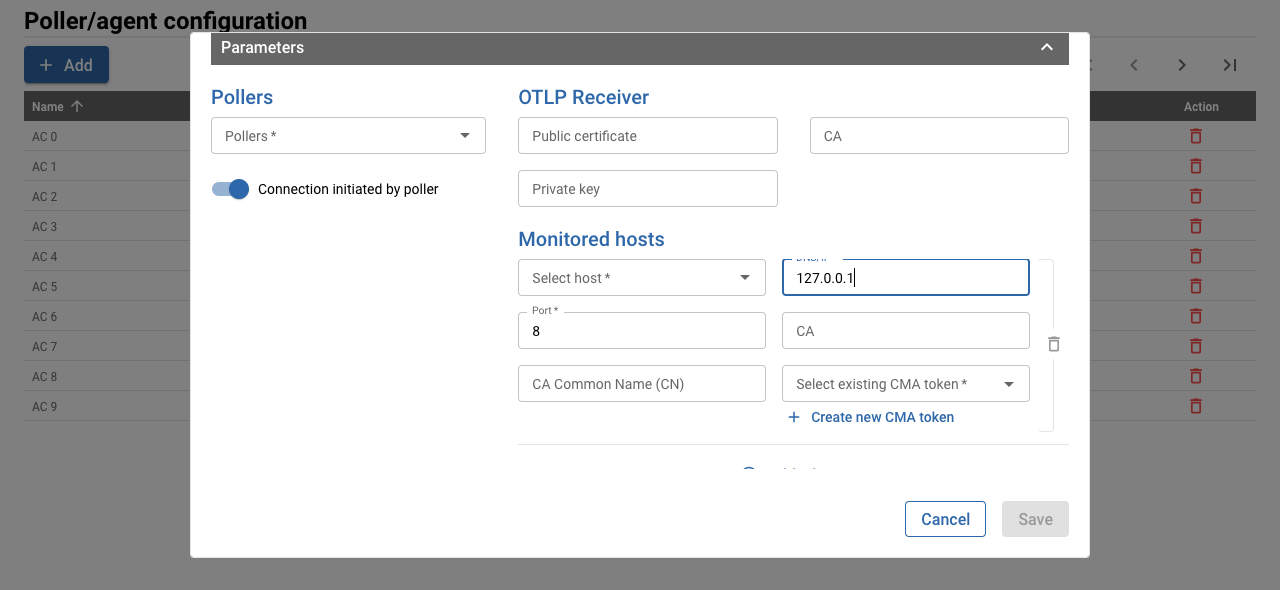 Poller/agent configuration
Add
Parameters
Name
Action
Pollers
OTLP Receiver
AC 0
Pollers *
Public certificate
CA
AC 1
AC 2
Connection initiated by poller
Private key
AC 3
Monitored hosts
AC 4
AC 5
Select host *
127.0.0.1
AC 6
Port *
8
CA
AC 7
AC 8
CA Common Name (CN)
Select existing CMA token *
AC 9
Create new CMA token
Cancel
Save